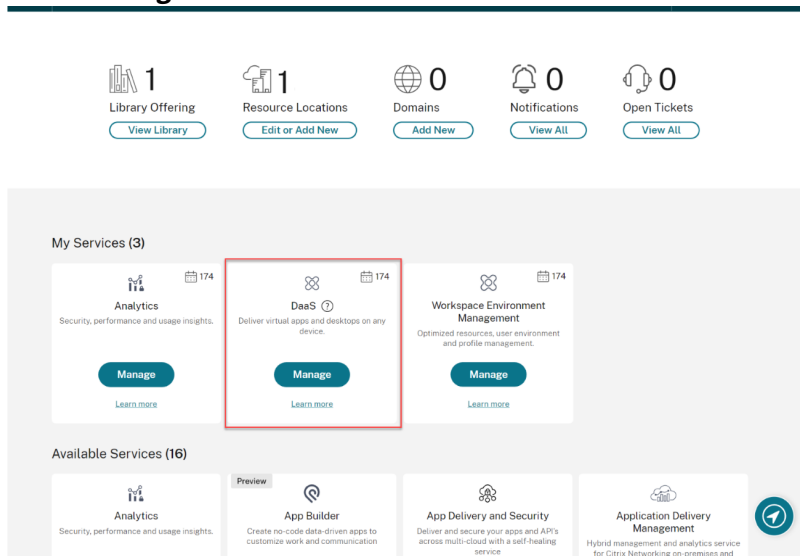 1
Library Offering
View Library
1
Resource Locations
Edit or Add New
0
Domains
Add New
0
Notifications
View All
0
Open Tickets
View All
My Services (3)
174
Analytics
Security, performance and usage insights.
Manage
Learn more
174
DaaS ?
Deliver virtual apps and desktops on any
device.
Manage
Learn more
174
Workspace Environment
Management
Optimized resources, user environment
and profile management.
Manage
Learn more
Available Services (16)
Analytics
Security, performance and usage insights.
Preview
App Builder
Create no-code data-driven apps to
customize work and communication
App Delivery and Security
Deliver and secure your apps and API's
across multi-cloud with a self-healing
service
Application Delivery
Management
Hybrid management and analytics service
for Citrix Networking on-premises and